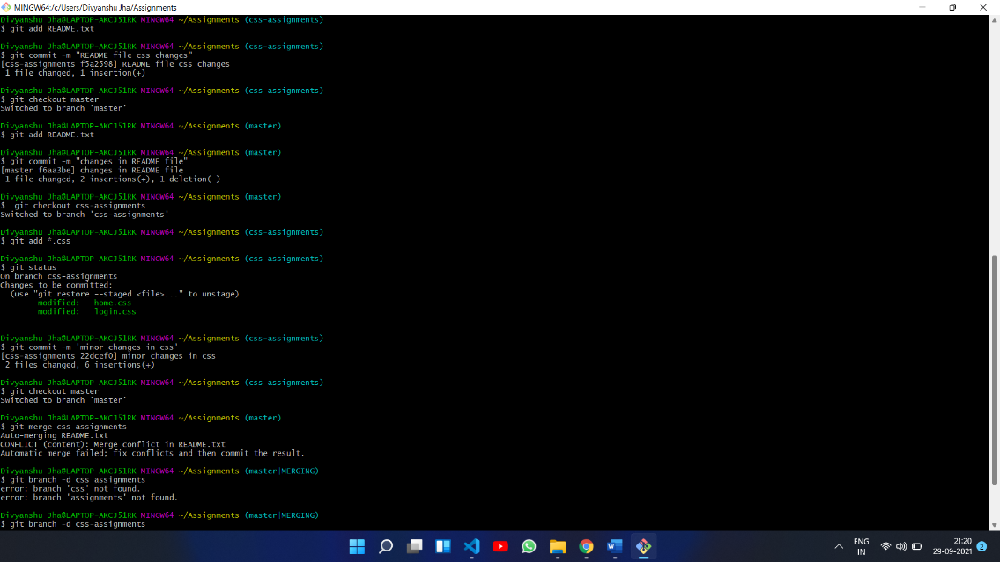 MINGW64:/c/Users/Divyanshu Jha/Assignments
Divyanshu Jha@LAPTOP-AKCJ51RK MINGW64 ~/Assignments (css-assignments)
$ git add README.txt
Divyanshu Jha@LAPTOP-AKCJ51RK MINGW64 ~/Assignments (css-assignments)
$ git commit -m "README file css changes"
[css-assignments f5a2598] README file css changes
1 file changed, 1 insertion(+)
Divyanshu Jha@LAPTOP-AKCJ51RK MINGW64 ~/Assignments (css-assignments)
$ git checkout master
Switched to branch 'master'
Divyanshu Jha@LAPTOP-AKCJ51RK MINGW64 ~/Assignments (master)
$ git add README.txt
Divyanshu Jha@LAPTOP-AKCJ51RK MINGW64 ~/Assignments (master)
$ git commit -m "changes in README file"
[master f6aa3be] changes in README file
1 file changed, 2 insertions(+), 1 deletion(-)
Divyanshu Jha@LAPTOP-AKCJ51RK MINGW64 ~/Assignments (master)
$  git checkout css-assignments
Switched to branch 'css-assignments'
Divyanshu Jha@LAPTOP-AKCJ51RK MINGW64 ~/Assignments (css-assignments)
$ git add *.css
Divyanshu Jha@LAPTOP-AKCJ51RK MINGW64 ~/Assignments (css-assignments)
$ git status
On branch css-assignments
Changes to be committed:
(use "git restore --staged <file>..." to unstage)
modified:   home.css
modified:   login.css
Divyanshu Jha@LAPTOP-AKCJ51RK MINGW64 ~/Assignments (css-assignments)
$ git commit -m 'minor changes in css'
[css-assignments 22dcef0] minor changes in css
2 files changed, 6 insertions(+)
Divyanshu Jha@LAPTOP-AKCJ51RK MINGW64 ~/Assignments (css-assignments)
$ git checkout master
Switched to branch 'master'
Divyanshu Jha@LAPTOP-AKCJ51RK MINGW64 ~/Assignments (master)
$ git merge css-assignments
Auto-merging README.txt
CONFLICT (content): Merge conflict in README.txt
Automatic merge failed; fix conflicts and then commit the result.
Divyanshu Jha@LAPTOP-AKCJ51RK MINGW64 ~/Assignments (master|MERGING)
$ git branch -d css assignments
error: branch 'css' not found.
error: branch 'assignments' not found.
Divyanshu Jha@LAPTOP-AKCJ51RK MINGW64 ~/Assignments (master|MERGING)
$ git branch -d css-assignments
ENG
IN
21:20
29-09-2021
2